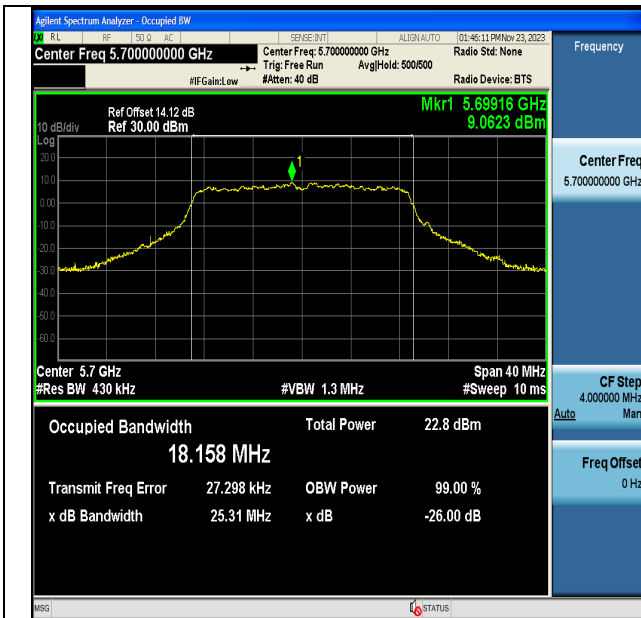 Agilent Spectrum Analyzer - Occupied BW
RL RF 50 Ω AC SENSE:INT ALIGN AUTO 01:46:11 PM Nov 23, 2023
Center Freq 5.700000000 GHz Center Freq: 5.700000000 GHz Radio Std: None
Trig: Free Run Avg|Hold: 500/500
#IFGain:Low #Atten: 40 dB Radio Device: BTS
Frequency
Ref Offset 14.12 dB Mkr1 5.69916 GHz
10 dB/div Ref 30.00 dBm 9.0623 dBm
Log
20.0
1
10.0
0.00
-10.0
-20.0
-30.0
-40.0
-50.0
-60.0
Center 5.7 GHz Span 40 MHz
#Res BW 430 kHz #VBW 1.3 MHz #Sweep 10 ms
Occupied Bandwidth Total Power 22.8 dBm
18.158 MHz
Transmit Freq Error 27.298 kHz OBW Power 99.00 %
x dB Bandwidth 25.31 MHz x dB -26.00 dB
Center Freq
5.700000000 GHz
CF Step
4.000000 MHz
Auto Man
Freq Offset
0 Hz
MSG STATUS